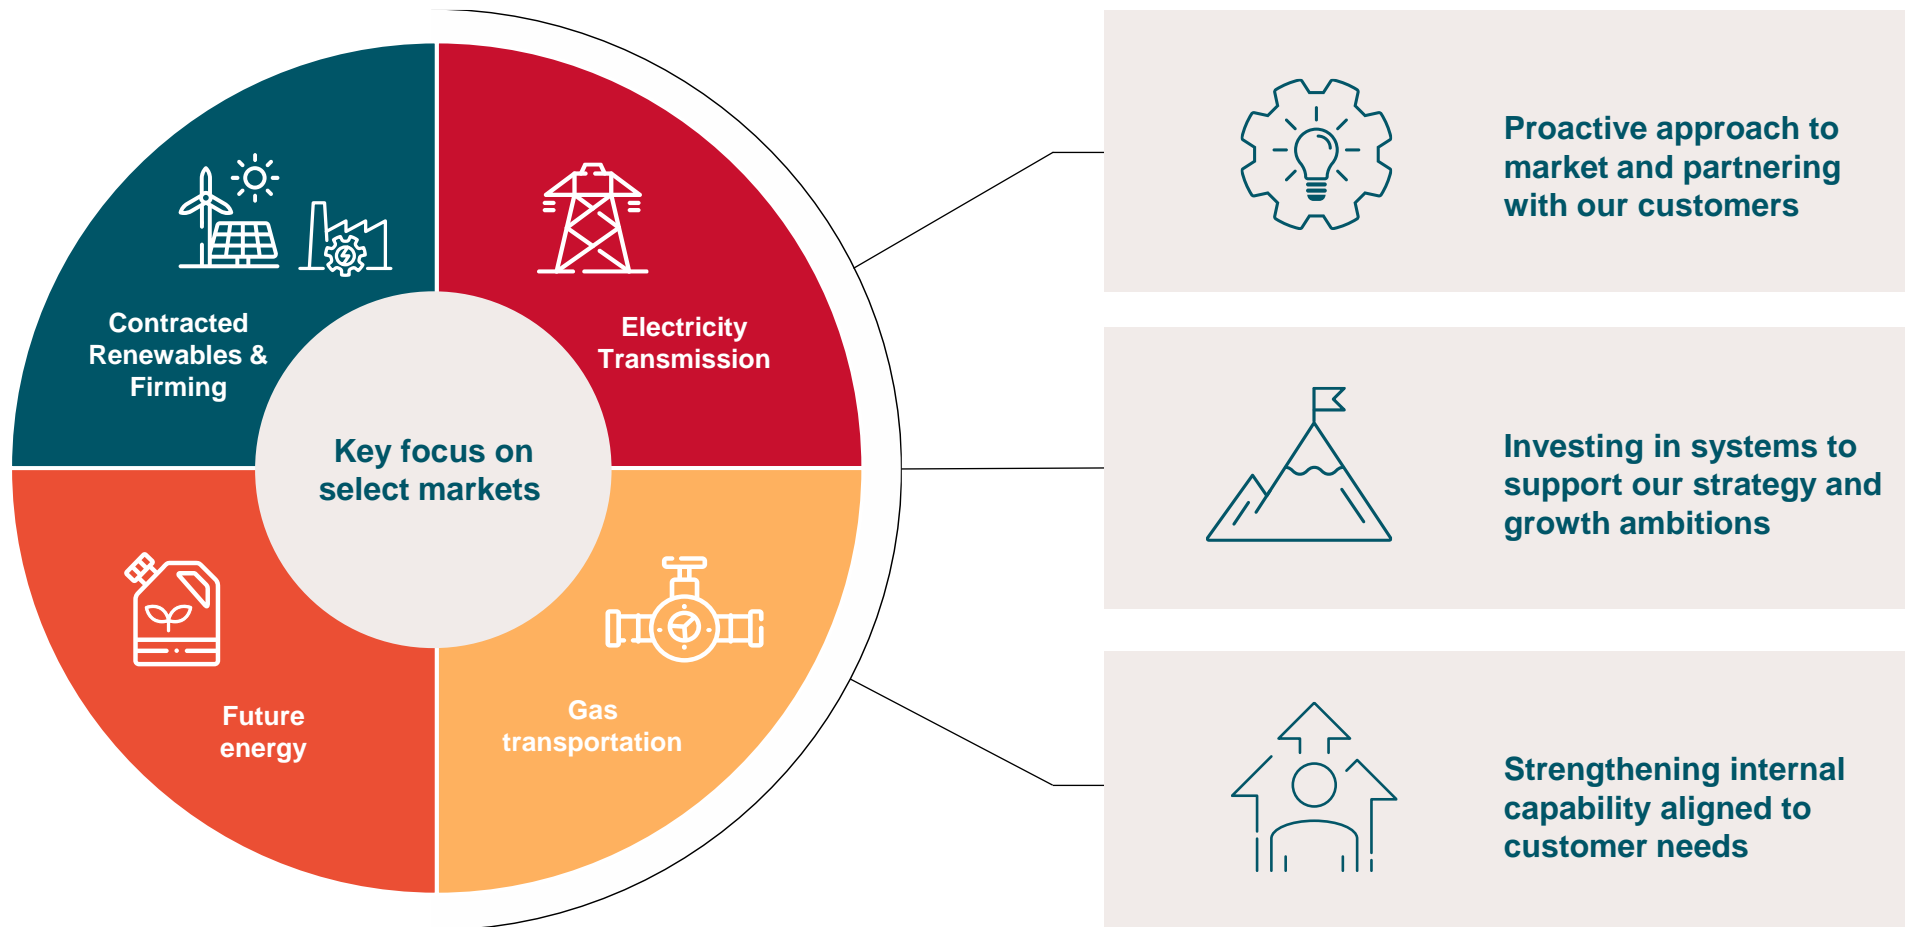 Contracted
Renewables &
Firming
Electricity
Transmission
Key focus on
select markets
Future
energy
Gas
transportation
Proactive approach to
market and partnering
with our customers
Investing in systems to
support our strategy and
growth ambitions
Strengthening internal
capability aligned to
customer needs